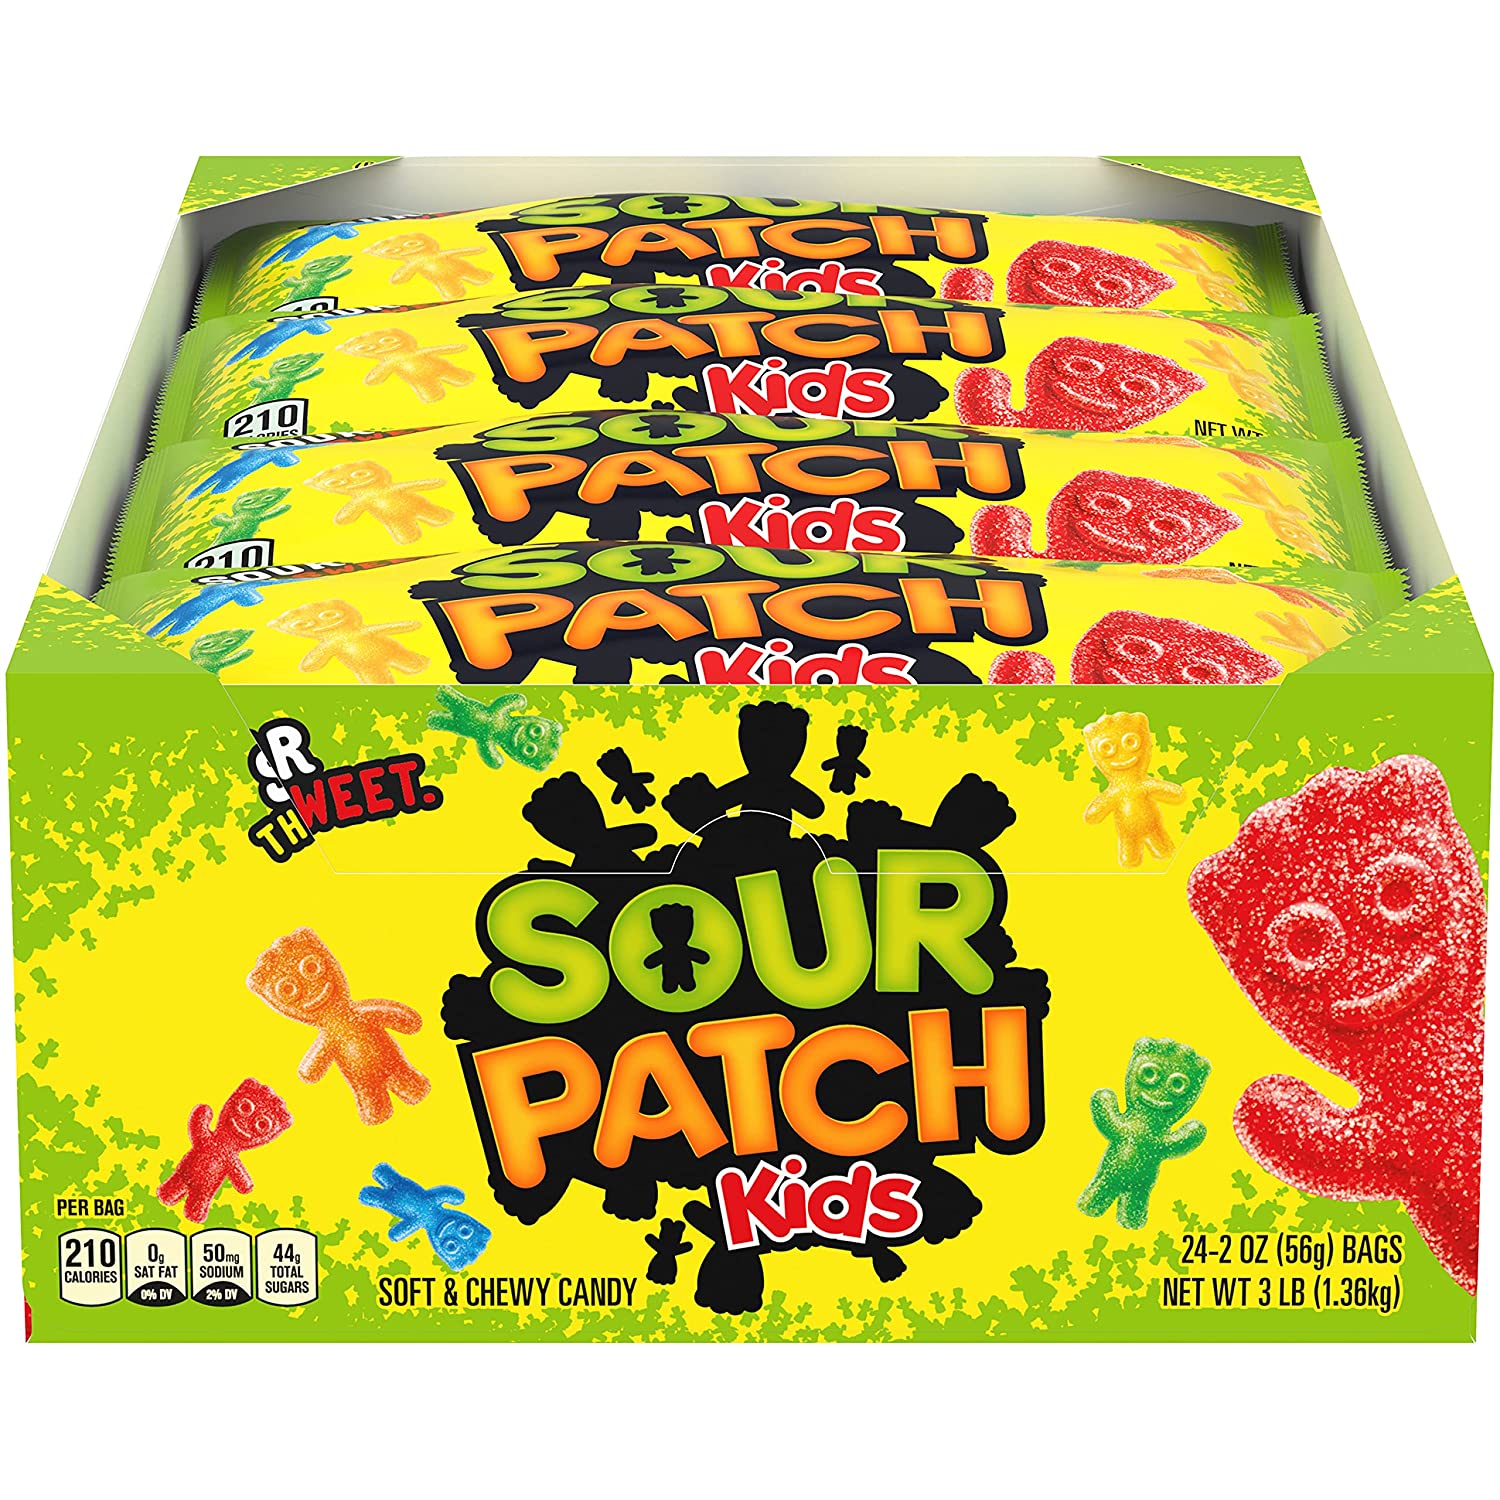 SOUR
PATCH
Kids
SOUR
PATCH
Kids
210
NET WT
SOUR
PATCH
Kids
210
SOUR
PATCH
Kids
THWEET.
SOUR
PATCH
Kids
PER BAG
210 CALORIES
0g SAT FAT 0% DV
50mg SODIUM 2% DV
44g TOTAL SUGARS
SOFT & CHEWY CANDY
24-2 OZ (56g) BAGS
NET WT 3 LB (1.36kg)